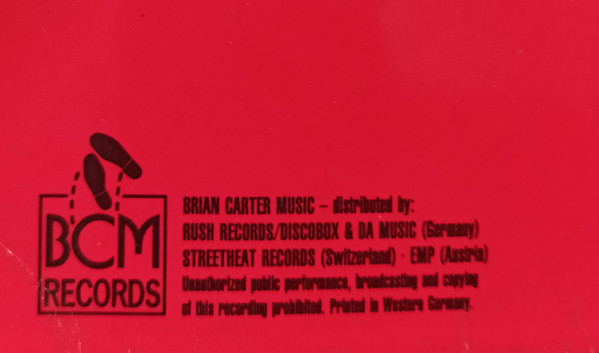 BCM
RECORDS
BRIAN CARTER MUSIC – distributed by:
RUSH RECORDS/DISCOBOX & DA MUSIC (Germany)
STREETHEAT RECORDS (Switzerland) · EMP (Austria)
Unauthorized public performance, broadcasting and copying
of this recording prohibited. Printed in Western Germany.